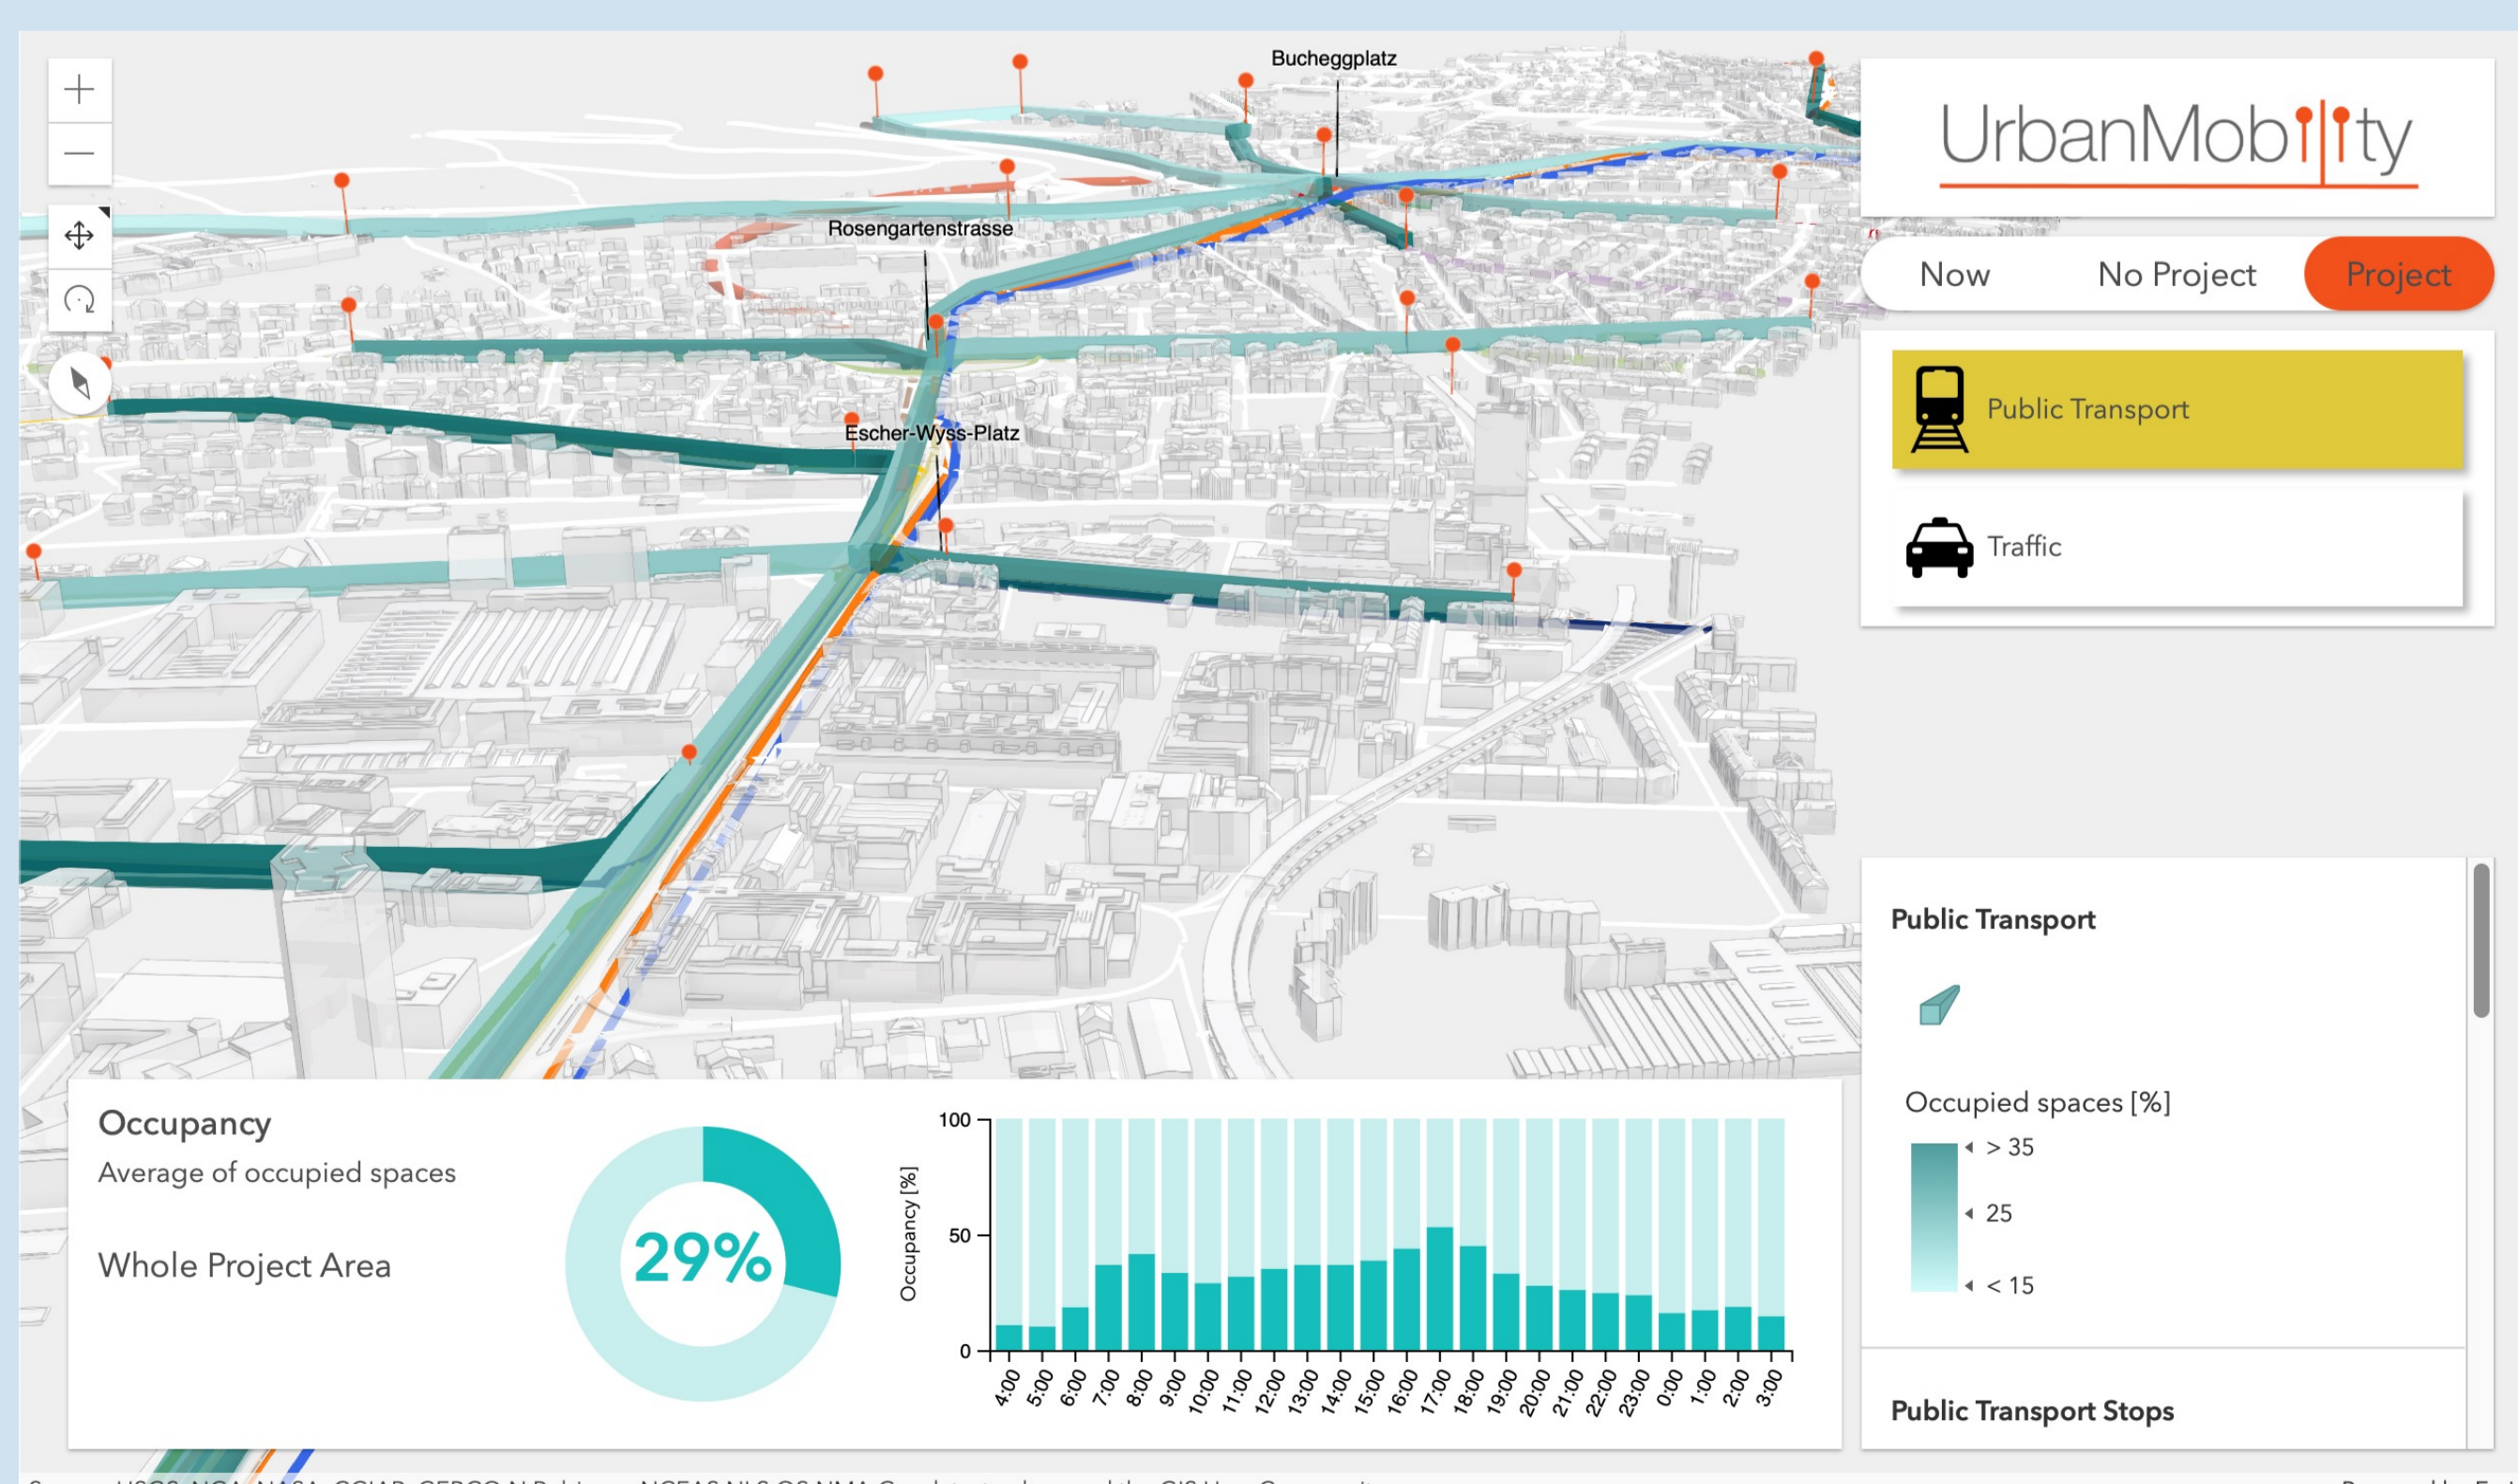 Bucheggplatz
Rosengartenstrasse
Escher-Wyss-Platz
UrbanMobility
Now No Project Project
Public Transport
Traffic
Public Transport
Occupied spaces [%]
> 35
25
< 15
Public Transport Stops
Occupancy
Average of occupied spaces
Whole Project Area
29%
Occupancy [%]
100
50
0
4:00 5:00 6:00 7:00 8:00 9:00 10:00 11:00 12:00 13:00 14:00 15:00 16:00 17:00 18:00 19:00 20:00 21:00 22:00 23:00 0:00 1:00 2:00 3:00